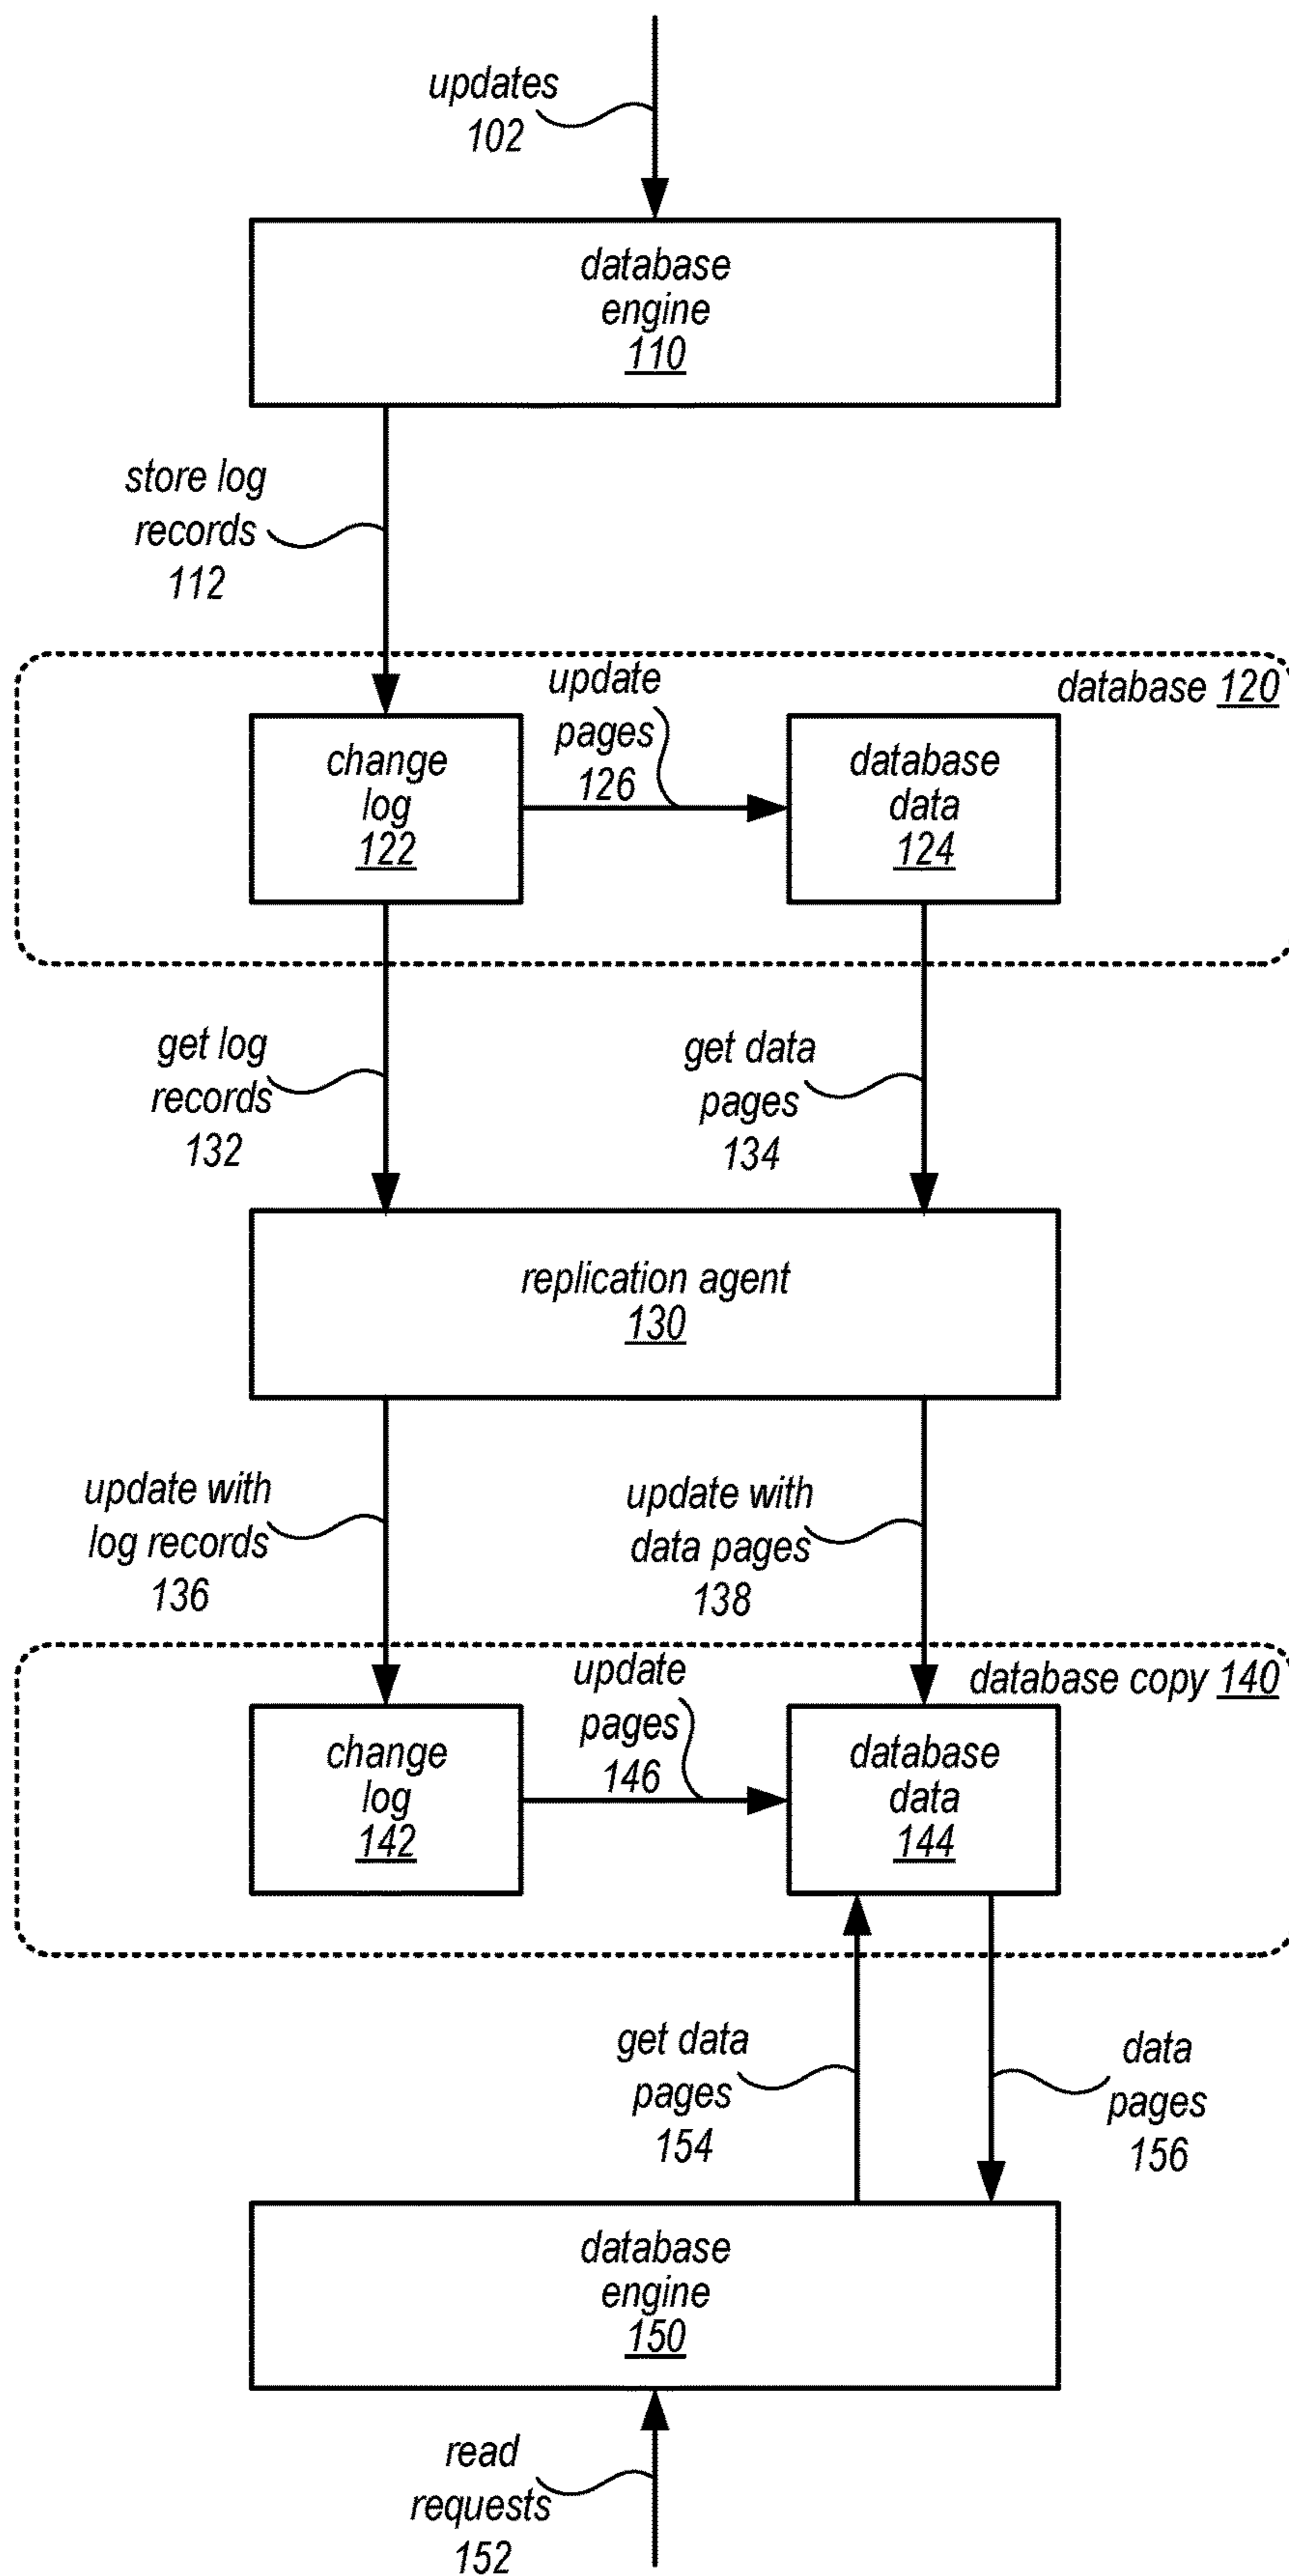 updates
102
database
engine
110
store log
records
112
database 120
update
pages
126
change
log
122
database
data
124
get log
records
132
get data
pages
134
replication agent
130
update with
log records
136
update with
data pages
138
database copy 140
update
pages
146
change
log
142
database
data
144
get data
pages
154
data
pages
156
database
engine
150
read
requests
152